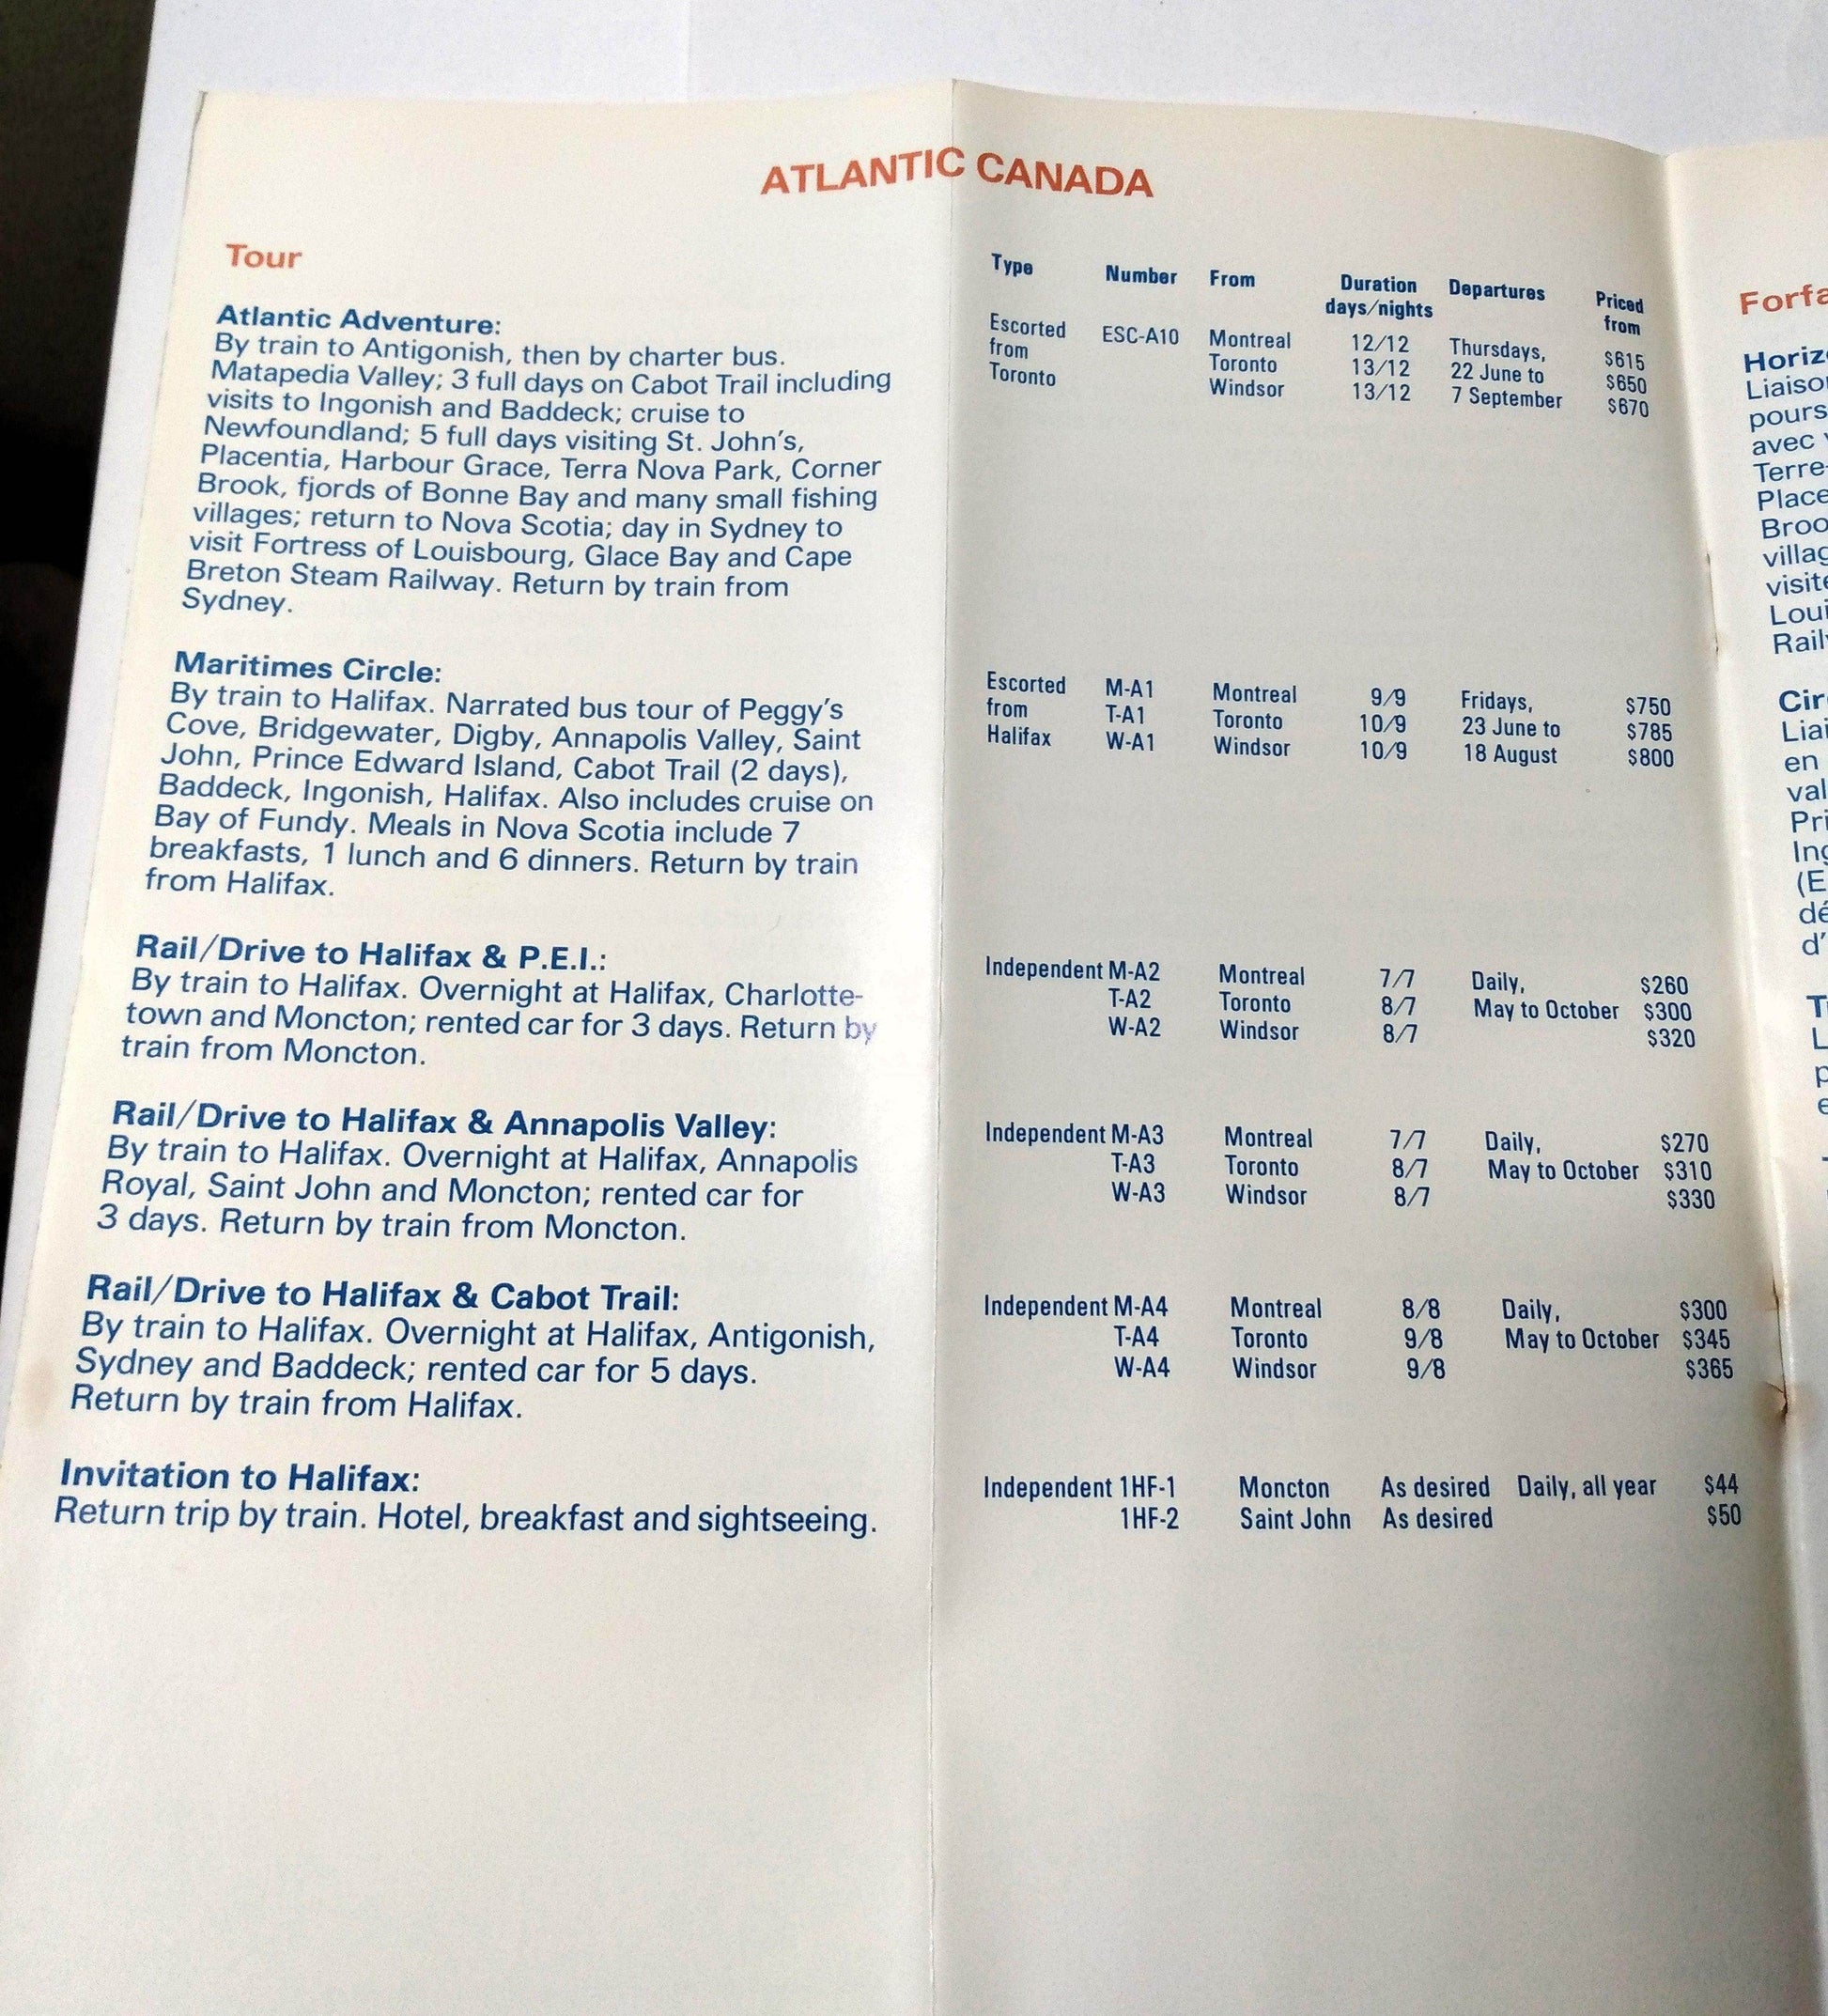 ATLANTIC CANADA
Tour
Atlantic Adventure:
By train to Antigonish, then by charter bus.
Matapedia Valley; 3 full days on Cabot Trail including
visits to Ingonish and Baddeck; cruise to
Newfoundland; 5 full days visiting St. John's,
Placentia, Harbour Grace, Terra Nova Park, Corner
Brook, fjords of Bonne Bay and many small fishing
villages; return to Nova Scotia; day in Sydney to
visit Fortress of Louisbourg, Glace Bay and Cape
Breton Steam Railway. Return by train from
Sydney.
Maritimes Circle:
By train to Halifax. Narrated bus tour of Peggy's
Cove, Bridgewater, Digby, Annapolis Valley, Saint
John, Prince Edward Island, Cabot Trail (2 days),
Baddeck, Ingonish, Halifax. Also includes cruise on
Bay of Fundy. Meals in Nova Scotia include 7
breakfasts, 1 lunch and 6 dinners. Return by train
from Halifax.
Rail/Drive to Halifax & P.E.I.:
By train to Halifax. Overnight at Halifax, Charlotte-
town and Moncton; rented car for 3 days. Return by
train from Moncton.
Rail/Drive to Halifax & Annapolis Valley:
By train to Halifax. Overnight at Halifax, Annapolis
Royal, Saint John and Moncton; rented car for
3 days. Return by train from Moncton.
Rail/Drive to Halifax & Cabot Trail:
By train to Halifax. Overnight at Halifax, Antigonish,
Sydney and Baddeck; rented car for 5 days.
Return by train from Halifax.
Invitation to Halifax:
Return trip by train. Hotel, breakfast and sightseeing.
Type Number From Duration Departures Priced
days/nights from
Escorted ESC-A10 Montreal 12/12 Thursdays, $615
from Toronto 13/12 22 June to $650
Toronto Windsor 13/12 7 September $670
Escorted M-A1 Montreal 9/9 Fridays, $750
from T-A1 Toronto 10/9 23 June to $785
Halifax W-A1 Windsor 10/9 18 August $800
Independent M-A2 Montreal 7/7 Daily, $260
T-A2 Toronto 8/7 May to October $300
W-A2 Windsor 8/7 $320
Independent M-A3 Montreal 7/7 Daily, $270
T-A3 Toronto 8/7 May to October $310
W-A3 Windsor 8/7 $330
Independent M-A4 Montreal 8/8 Daily, $300
T-A4 Toronto 9/8 May to October $345
W-A4 Windsor 9/8 $365
Independent 1HF-1 Moncton As desired Daily, all year $44
1HF-2 Saint John As desired $50
avec
en